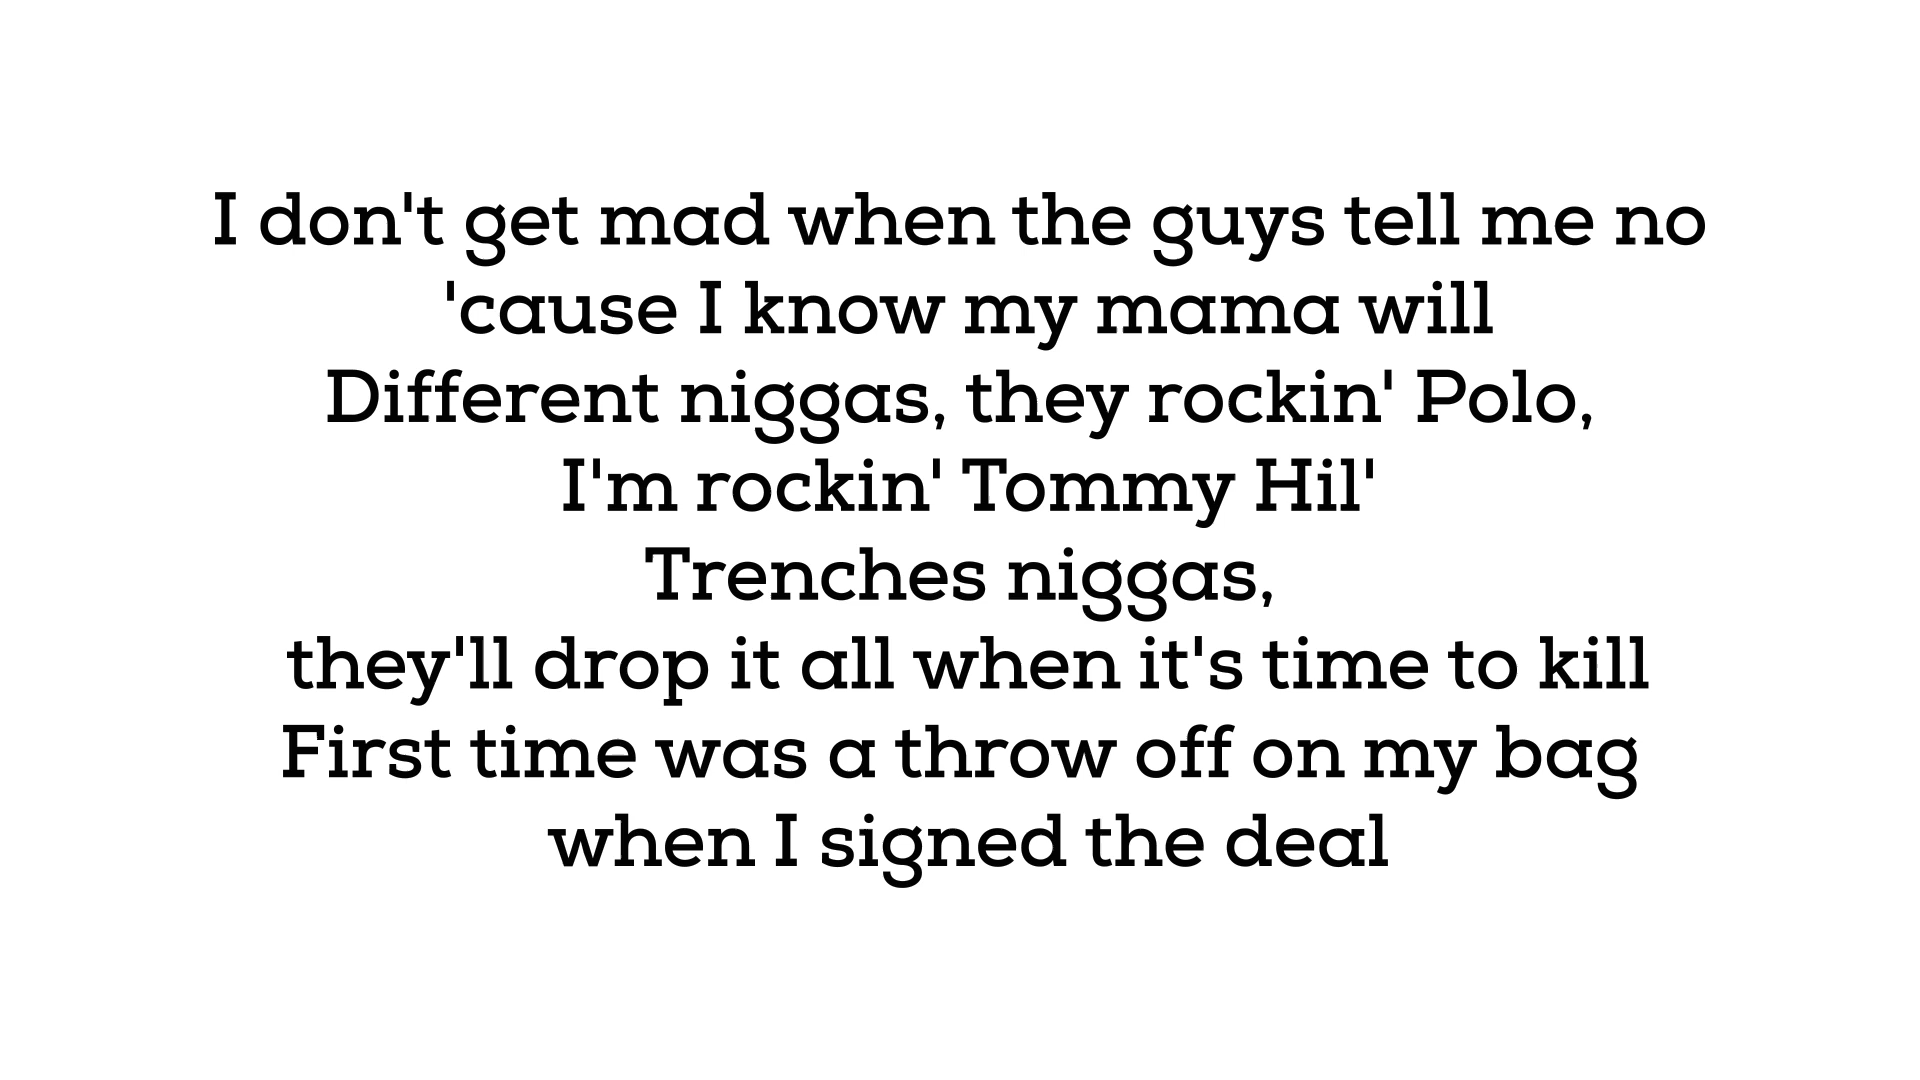 I don't get mad when the guys tell me no
'cause I know my mama will
Different niggas, they rockin' Polo,
I'm rockin' Tommy Hil'
Trenches niggas,
they'll drop it all when it's time to kill
First time was a throw off on my bag
when I signed the deal